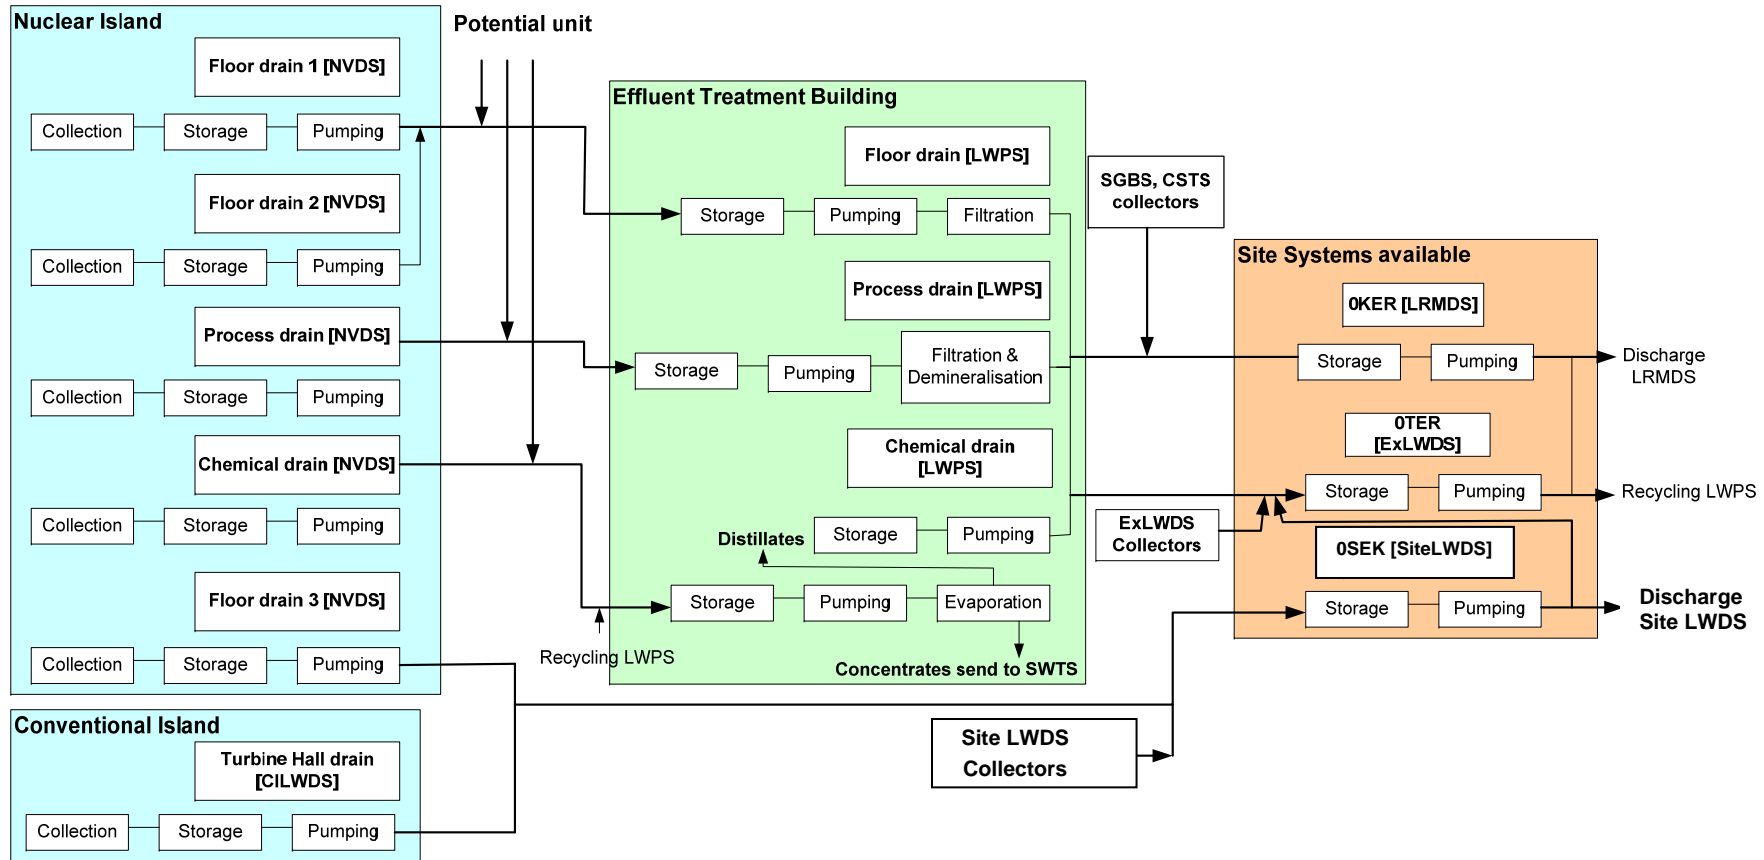 Nuclear Island
Floor drain 1 [NVDS]
Collection
Storage
Pumping
Floor drain 2 [NVDS]
Collection
Storage
Pumping
Process drain [NVDS]
Collection
Storage
Pumping
Chemical drain [NVDS]
Collection
Storage
Pumping
Floor drain 3 [NVDS]
Collection
Storage
Pumping
Conventional Island
Turbine Hall drain
[CILWDS]
Collection
Storage
Pumping
Potential unit
Effluent Treatment Building
Floor drain [LWPS]
Storage
Pumping
Filtration
Process drain [LWPS]
Storage
Pumping
Filtration &
Demineralisation
Chemical drain
[LWPS]
Storage
Pumping
Distillates
Storage
Pumping
Evaporation
Recycling LWPS
Concentrates send to SWTS
SGBS, CSTS
collectors
ExLWDS
Collectors
Site LWDS
Collectors
Site Systems available
0KER [LRMDS]
Storage
Pumping
Discharge
LRMDS
0TER
[ExLWDS]
Storage
Pumping
Recycling LWPS
0SEK [SiteLWDS]
Storage
Pumping
Discharge
Site LWDS